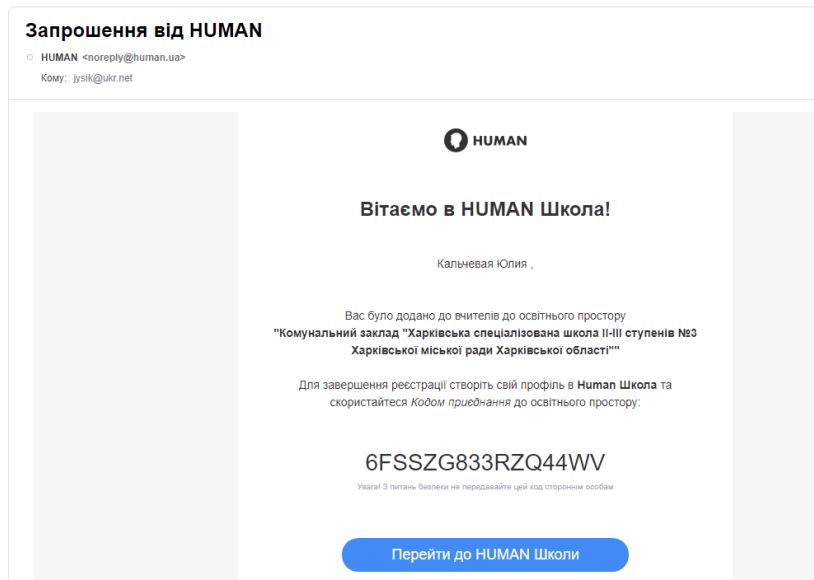 Запрошення від HUMAN
HUMAN <noreply@human.ua>
Кому: jysik@ukr.net
HUMAN
Вітаємо в HUMAN Школа!
Кальчевая Юлия ,
Вас було додано до вчителів до освітнього простору
"Комунальний заклад "Харківська спеціалізована школа ІІ-ІІІ ступенів №3
Харківської міської ради Харківської області""
Для завершення реєстрації створіть свій профіль в Human Школа та
скористайтеся Кодом приєднання до освітнього простору:
6FSSZG833RZQ44WV
Увага! З питань безпеки не передавайте цей код стороннім особам
Перейти до HUMAN Школи